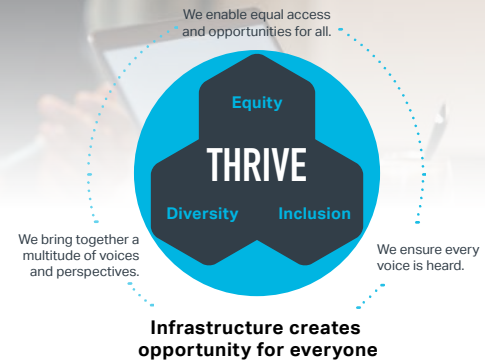 We enable equal access
and opportunities for all.
Equity
THRIVE
Diversity
Inclusion
We bring together a
multitude of voices
and perspectives.
We ensure every
voice is heard.
Infrastructure creates
opportunity for everyone